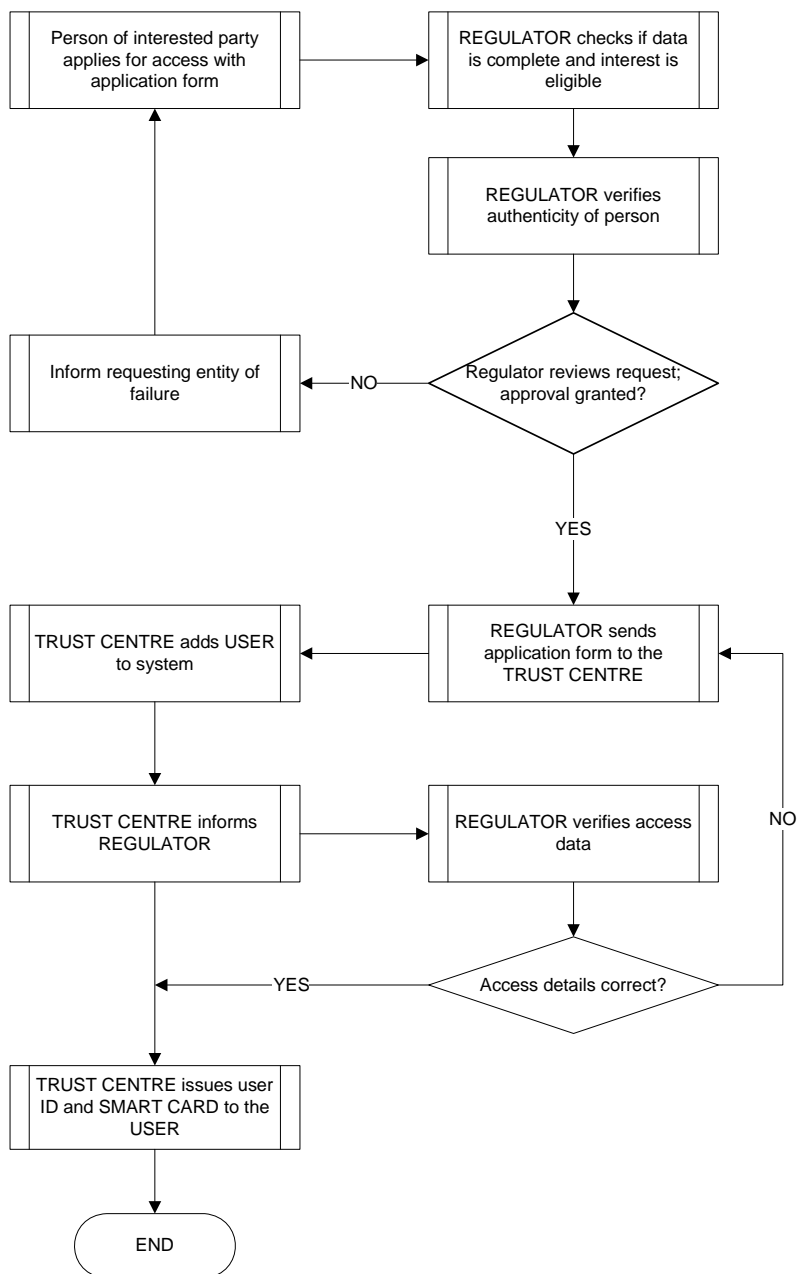 Person of interested party
applies for access with
application form
REGULATOR checks if data
is complete and interest is
eligible
REGULATOR verifies
authenticity of person
Regulator reviews request;
approval granted?
NO
Inform requesting entity of
failure
YES
REGULATOR sends
application form to the
TRUST CENTRE
TRUST CENTRE adds USER
to system
TRUST CENTRE informs
REGULATOR
REGULATOR verifies access
data
NO
Access details correct?
YES
TRUST CENTRE issues user
ID and SMART CARD to the
USER
END